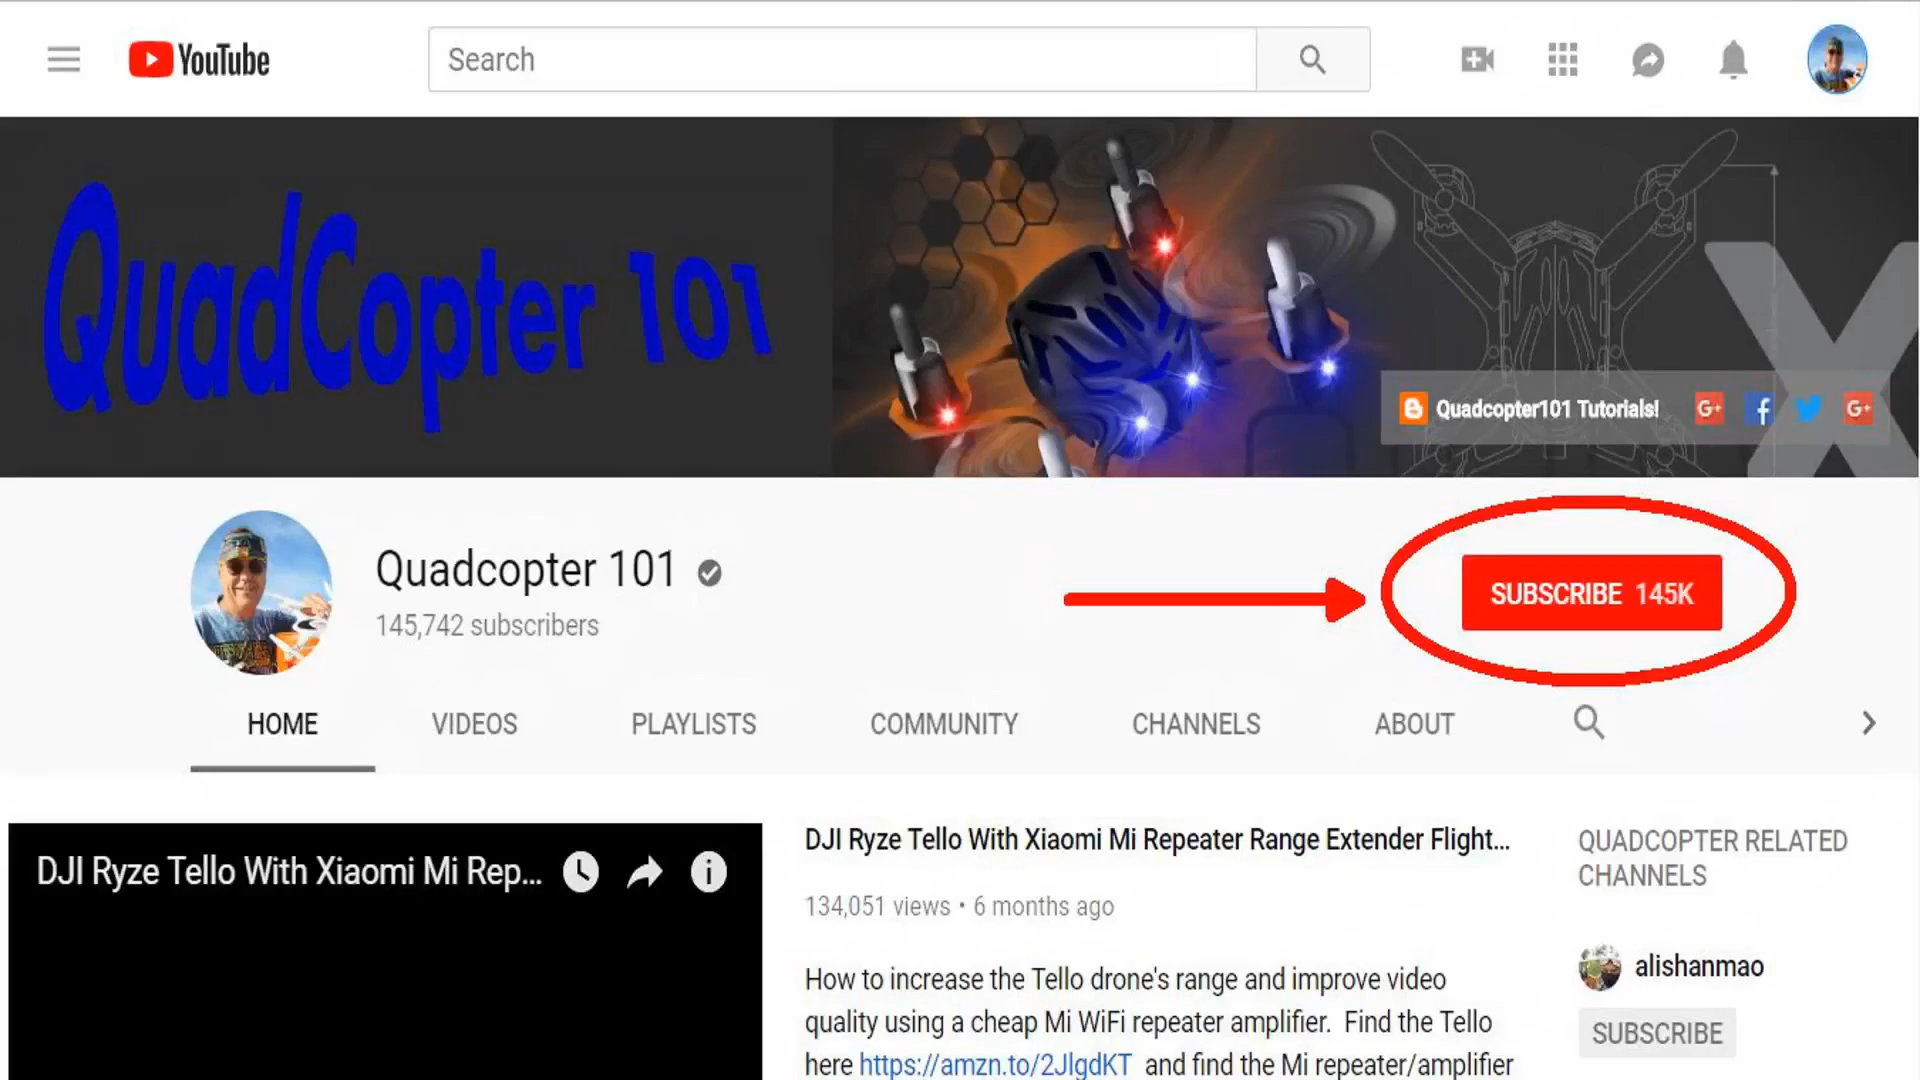 YouTube
Search
QuadCopter 101
Quadcopter101 Tutorials!
Quadcopter 101
145,742 subscribers
SUBSCRIBE 145K
HOME VIDEOS PLAYLISTS COMMUNITY CHANNELS ABOUT
DJI Ryze Tello With Xiaomi Mi Rep...
DJI Ryze Tello With Xiaomi Mi Repeater Range Extender Flight...
134,051 views • 6 months ago
How to increase the Tello drone's range and improve video
quality using a cheap Mi WiFi repeater amplifier. Find the Tello
here https://amzn.to/2JlgdKT and find the Mi repeater/amplifier
QUADCOPTER RELATED
CHANNELS
alishanmao
SUBSCRIBE